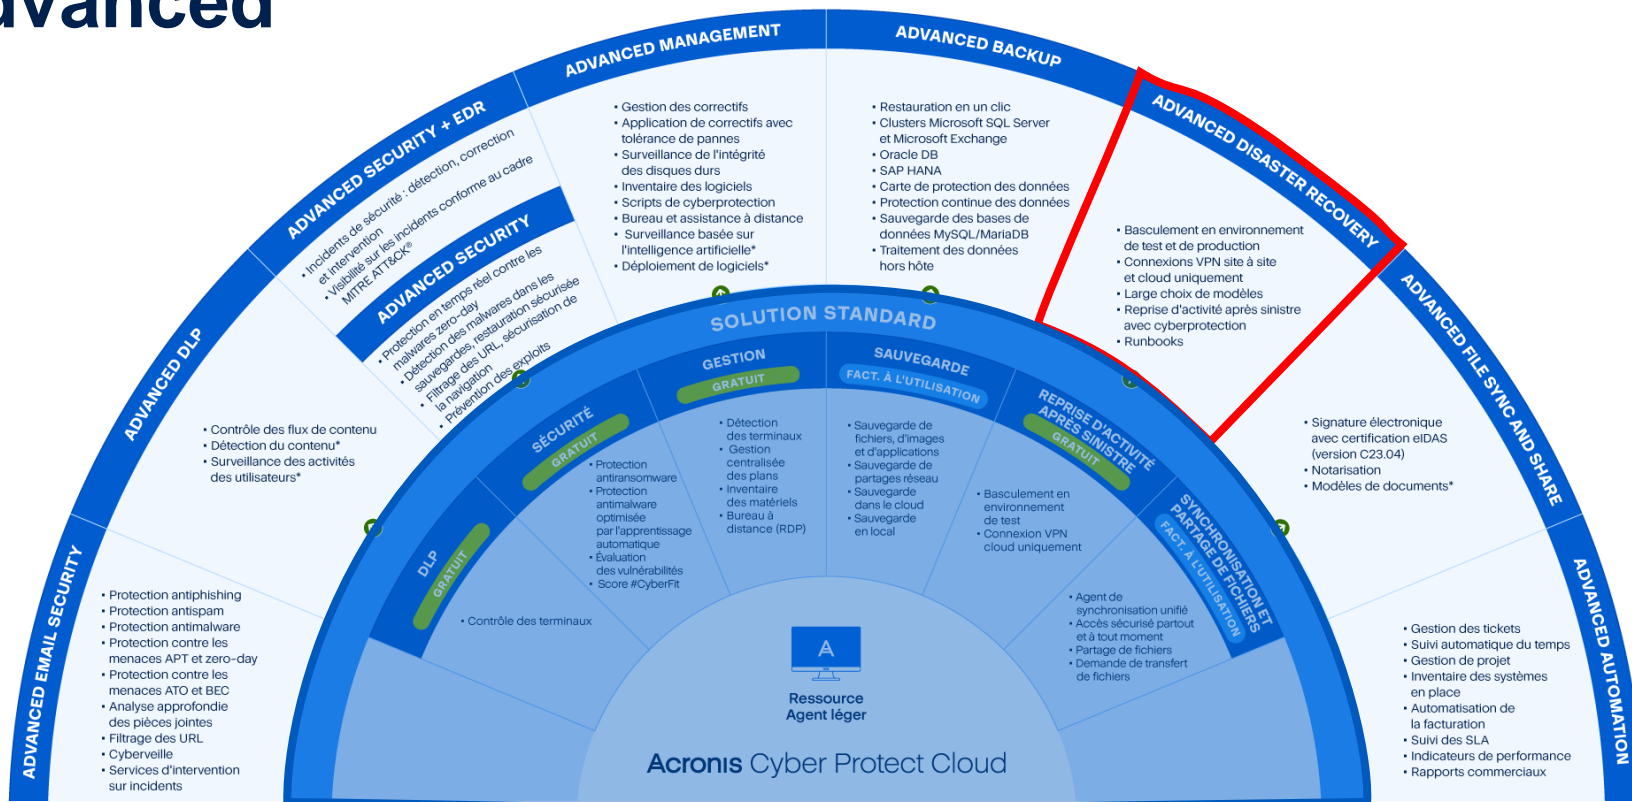 ADVANCED MANAGEMENT
• Gestion des correctifs
• Application de correctifs avec
tolérance de pannes
• Surveillance de l'intégrité
des disques durs
• Inventaire des logiciels
• Scripts de cyberprotection
• Bureau et assistance à distance
• Surveillance basée sur
l'intelligence artificielle*
• Déploiement de logiciels*
ADVANCED BACKUP
• Restauration en un clic
• Clusters Microsoft SQL Server
et Microsoft Exchange
• Oracle DB
• SAP HANA
• Carte de protection des données
• Protection continue des données
• Sauvegarde des bases de
données MySQL/MariaDB
• Traitement des données
hors hôte
ADVANCED DISASTER RECOVERY
• Basculement en environnement
de test et de production
• Connexions VPN site à site
et cloud uniquement
• Large choix de modèles
• Reprise d'activité après sinistre
avec cyberprotection
• Runbooks
ADVANCED SECURITY + EDR
• Incidents de sécurité : détection, correction
et intervention
• Visibilité sur les incidents conforme au cadre
MITRE ATT&CK®
ADVANCED SECURITY
• Protection en temps réel contre les
malwares zero-day
• Détection des malwares dans les
sauvegardes, restauration sécurisée
• Filtrage des URL, sécurisation de
la navigation
• Prévention des exploits
ADVANCED DLP
• Contrôle des flux de contenu
• Détection du contenu*
• Surveillance des activités
des utilisateurs*
ADVANCED EMAIL SECURITY
• Protection antiphishing
• Protection antispam
• Protection antimalware
• Protection contre les
menaces APT et zero-day
• Protection contre les
menaces ATO et BEC
• Analyse approfondie
des pièces jointes
• Filtrage des URL
• Cyberveille
• Services d'intervention
sur incidents
ADVANCED FILE SYNC AND SHARE
• Signature électronique
avec certification eIDAS
(version C23.04)
• Notarisation
• Modèles de documents*
ADVANCED AUTOMATION
• Gestion des tickets
• Suivi automatique du temps
• Gestion de projet
• Inventaire des systèmes
en place
• Automatisation de
la facturation
• Suivi des SLA
• Indicateurs de performance
• Rapports commerciaux
SOLUTION STANDARD
DLP
GRATUIT
• Contrôle des terminaux
SÉCURITÉ
GRATUIT
• Protection
antiransomware
• Protection
antimalware
optimisée
par l'apprentissage
automatique
• Évaluation
des vulnérabilités
• Score #CyberFit
GESTION
GRATUIT
• Détection
des terminaux
• Gestion
centralisée
des plans
• Inventaire
des matériels
• Bureau à
distance (RDP)
SAUVEGARDE
FACT. À L'UTILISATION
• Sauvegarde de
fichiers, d'images
et d'applications
• Sauvegarde de
partages réseau
• Sauvegarde
dans le cloud
• Sauvegarde
en local
REPRISE D'ACTIVITÉ
APRÈS SINISTRE
GRATUIT
• Basculement en
environnement
de test
• Connexion VPN
cloud uniquement
SYNCHRONISATION ET
PARTAGE DE FICHIERS
FACT. À L'UTILISATION
• Agent de
synchronisation unifié
• Accès sécurisé partout
et à tout moment
• Partage de fichiers
• Demande de transfert
de fichiers
A
Ressource
Agent léger
Acronis Cyber Protect Cloud